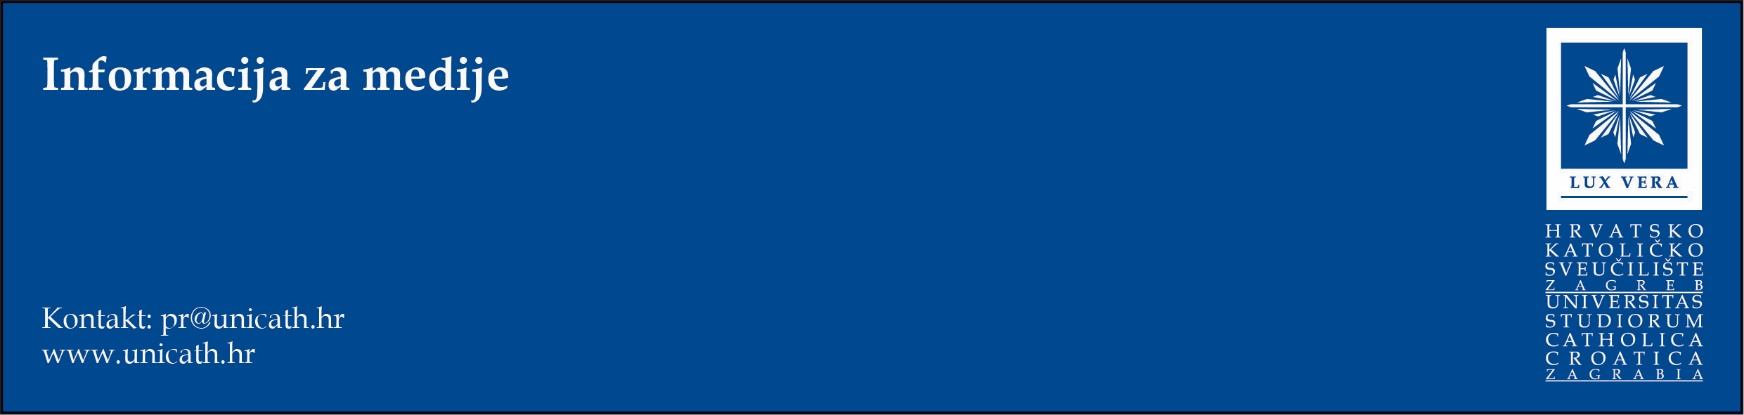 Informacija za medije
Kontakt: pr@unicath.hr
www.unicath.hr
LUX VERA
HRVATSKO
KATOLIČKO
SVEUČILIŠTE
ZAGREB
UNIVERSITAS
STUDIORUM
CATHOLICA
CROATICA
ZAGRABIA